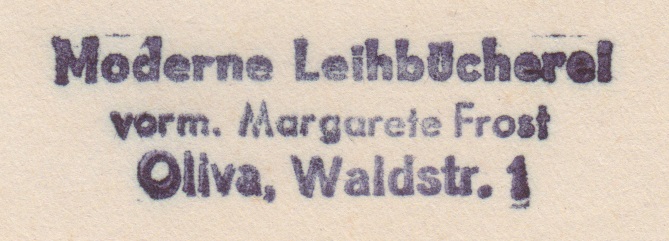 Moderne Leihbücherei
vorm. Margarete Frost
Oliva, Waldstr. 1